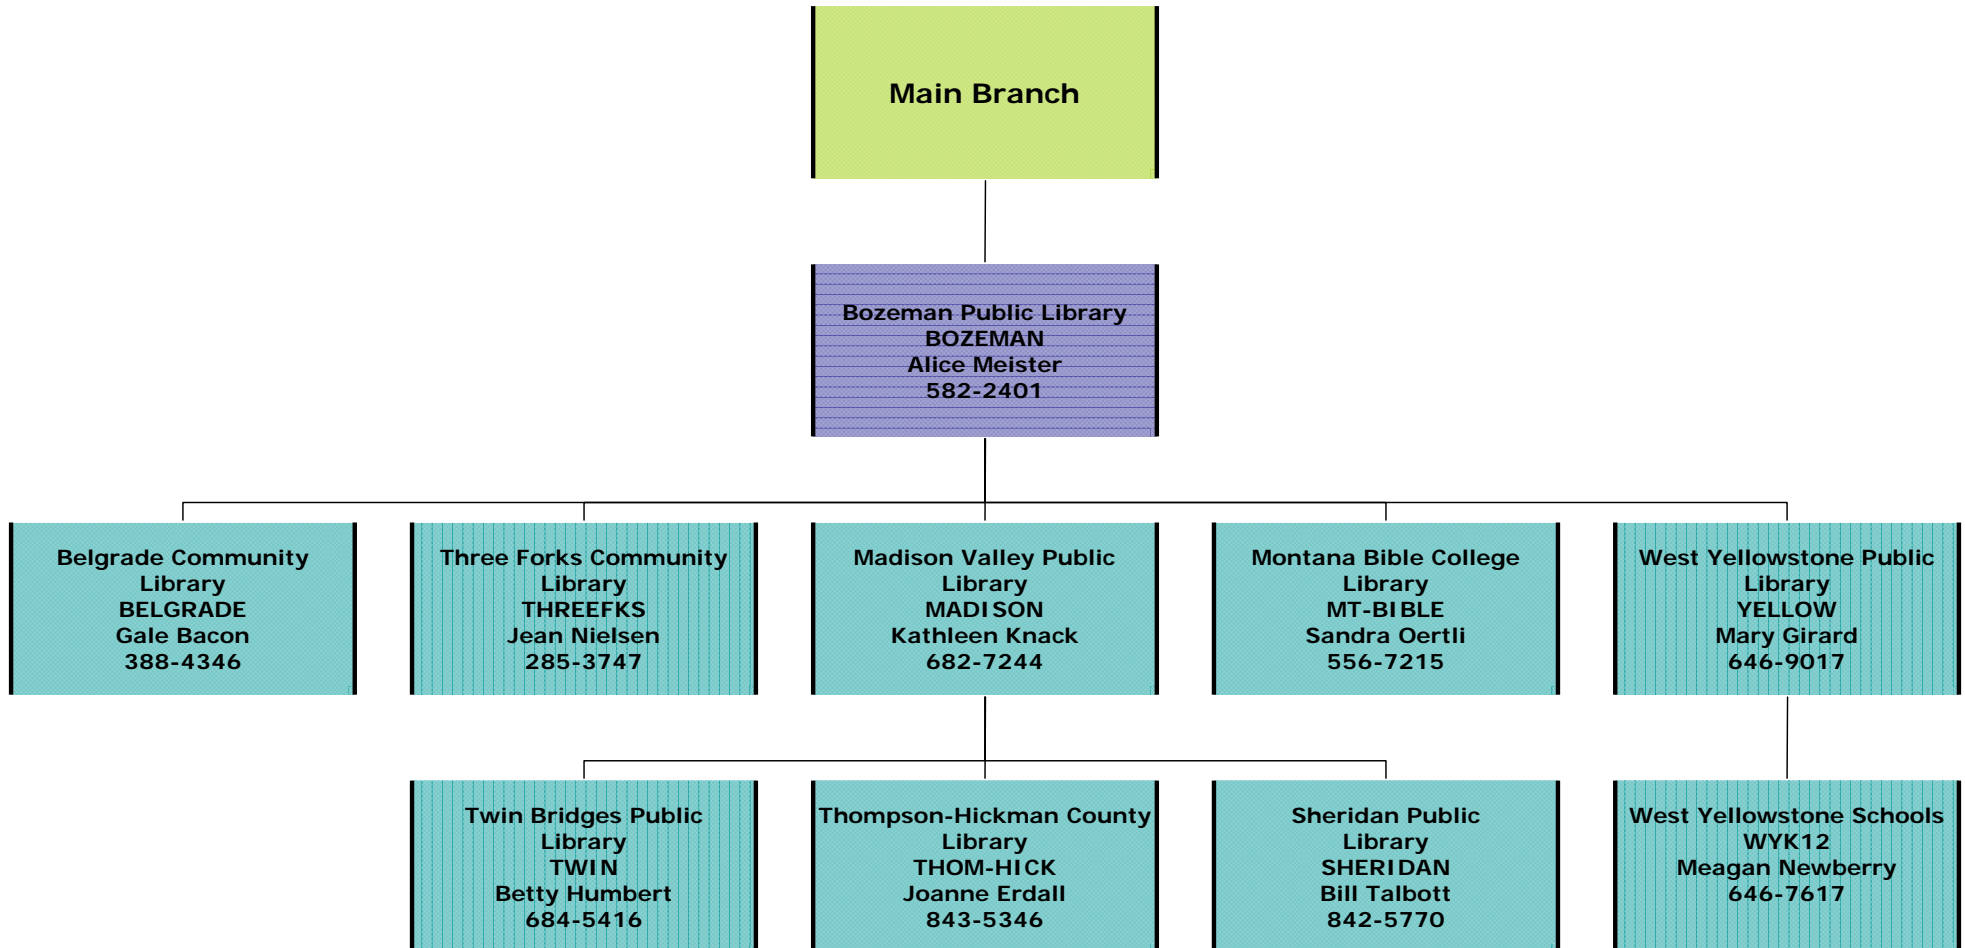 Main Branch
Bozeman Public Library
BOZEMAN
Alice Meister
582-2401
Belgrade Community
Library
BELGRADE
Gale Bacon
388-4346
Three Forks Community
Library
THREEFKS
Jean Nielsen
285-3747
Madison Valley Public
Library
MADISON
Kathleen Knack
682-7244
Montana Bible College
Library
MT-BIBLE
Sandra Oertli
556-7215
West Yellowstone Public
Library
YELLOW
Mary Girard
646-9017
Twin Bridges Public
Library
TWIN
Betty Humbert
684-5416
Thompson-Hickman County
Library
THOM-HICK
Joanne Erdall
843-5346
Sheridan Public
Library
SHERIDAN
Bill Talbott
842-5770
West Yellowstone Schools
WYK12
Meagan Newberry
646-7617